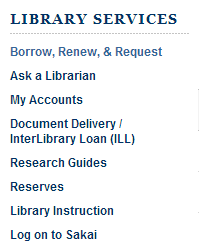 LIBRARY SERVICES
Borrow, Renew, & Request
Ask a Librarian
My Accounts
Document Delivery /
InterLibrary Loan (ILL)
Research Guides
Reserves
Library Instruction
Log on to Sakai